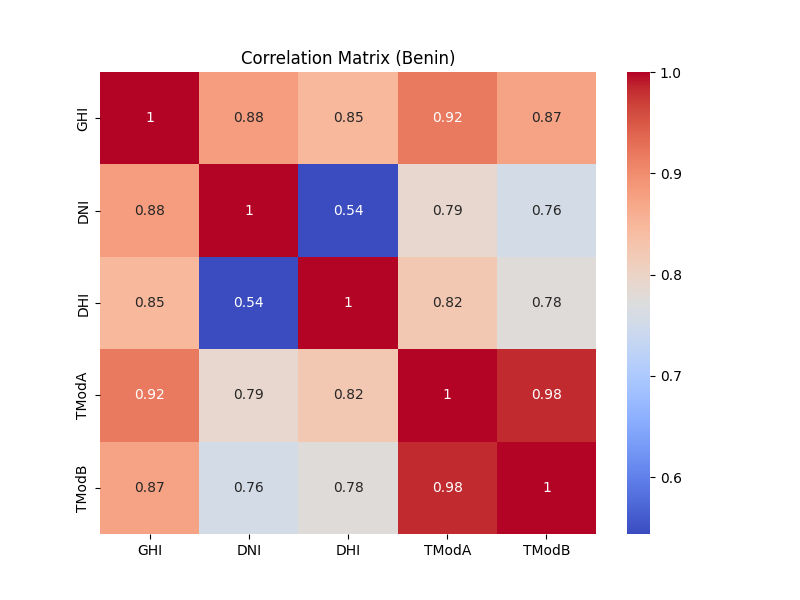 Correlation Matrix (Benin)
GHI 1 0.88 0.85 0.92 0.87
DNI 0.88 1 0.54 0.79 0.76
DHI 0.85 0.54 1 0.82 0.78
TModA 0.92 0.79 0.82 1 0.98
TModB 0.87 0.76 0.78 0.98 1
GHI DNI DHI TModA TModB
1.0
0.9
0.8
0.7
0.6